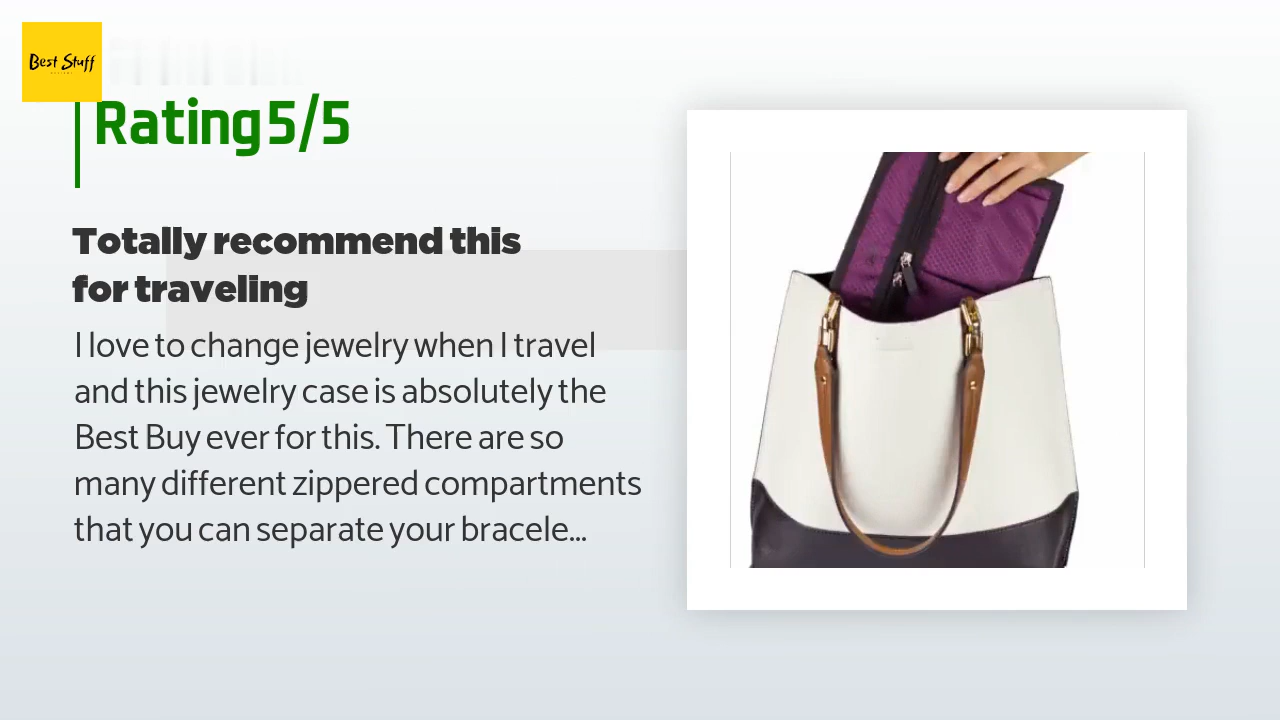 Best Stuff
Rating 5/5
Totally recommend this
for traveling
I love to change jewelry when I travel
and this jewelry case is absolutely the
Best Buy ever for this. There are so
many different zippered compartments
that you can separate your bracele...